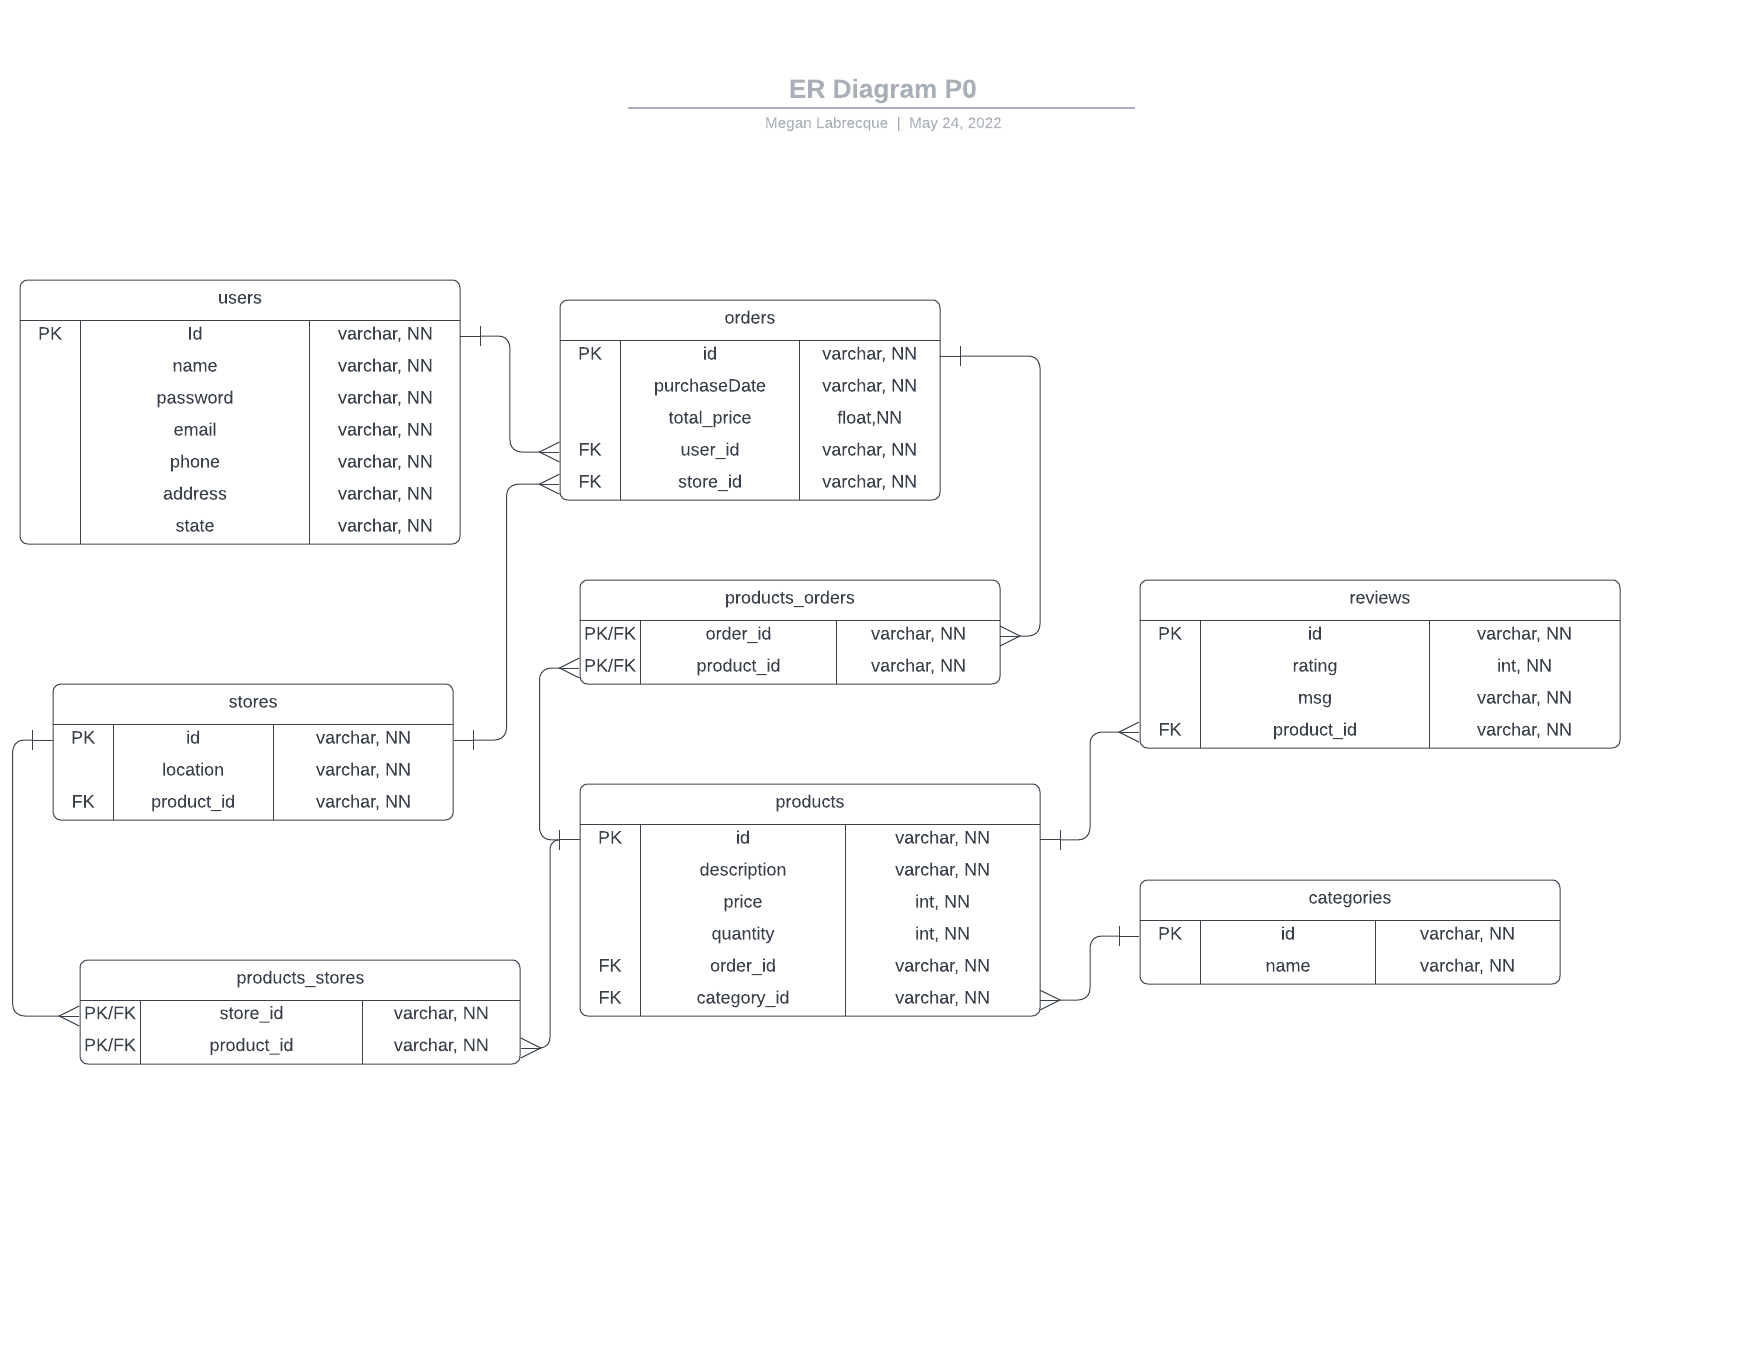 ER Diagram P0
Megan Labrecque | May 24, 2022
users
PK Id varchar, NN
name varchar, NN
password varchar, NN
email varchar, NN
phone varchar, NN
address varchar, NN
state varchar, NN
orders
PK id varchar, NN
purchaseDate varchar, NN
total_price float,NN
FK user_id varchar, NN
FK store_id varchar, NN
products_orders
PK/FK order_id varchar, NN
PK/FK product_id varchar, NN
reviews
PK id varchar, NN
rating int, NN
msg varchar, NN
FK product_id varchar, NN
stores
PK id varchar, NN
location varchar, NN
FK product_id varchar, NN
products
PK id varchar, NN
description varchar, NN
price int, NN
quantity int, NN
FK order_id varchar, NN
FK category_id varchar, NN
categories
PK id varchar, NN
name varchar, NN
products_stores
PK/FK store_id varchar, NN
PK/FK product_id varchar, NN